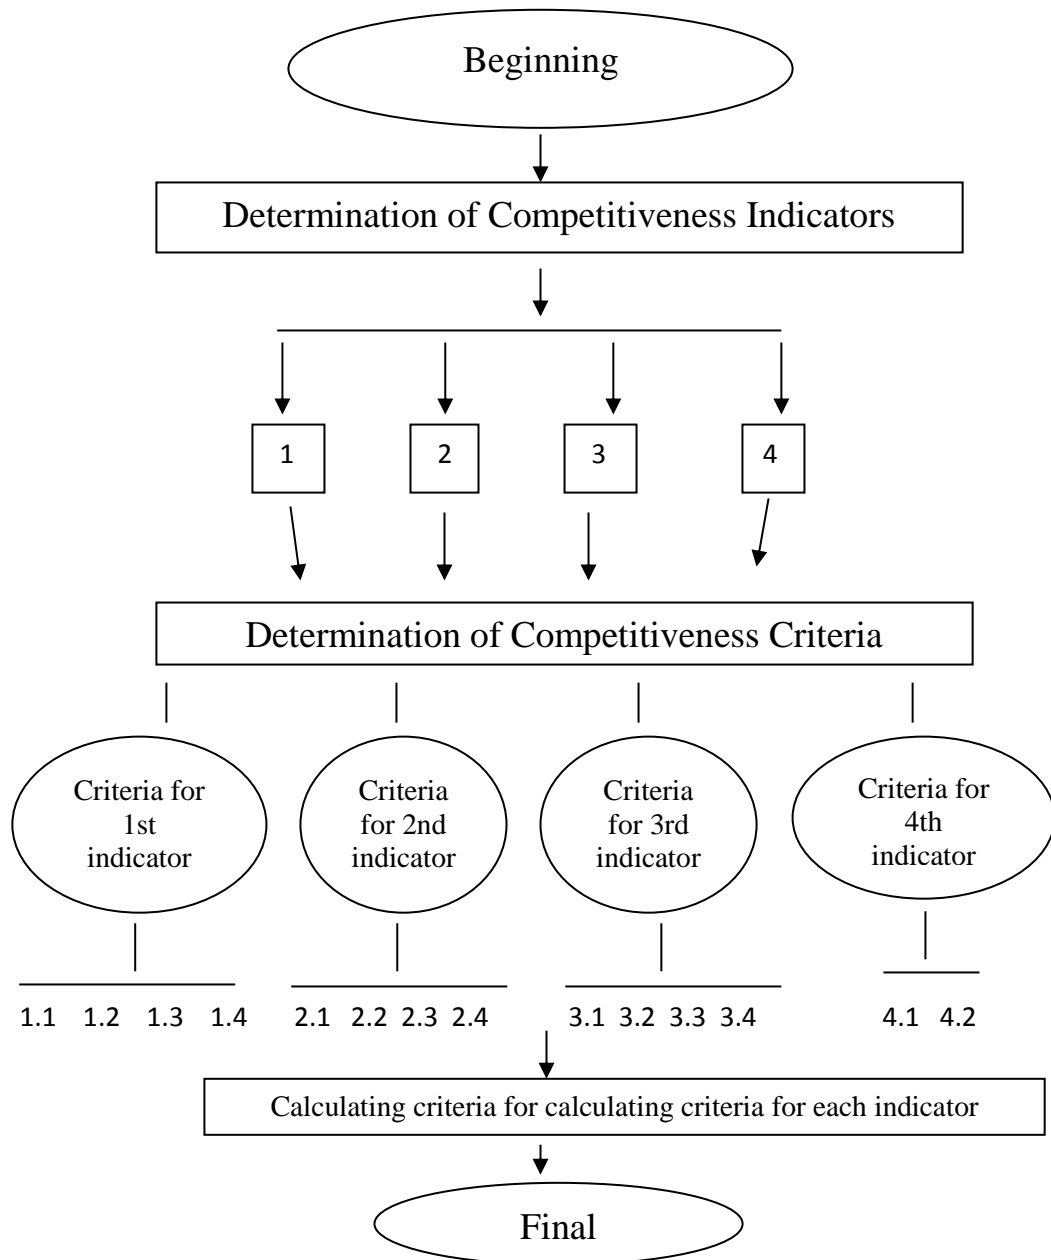 Beginning
Determination of Competitiveness Indicators
1 2 3 4
Determination of Competitiveness Criteria
Criteria for
1st
indicator
Criteria
for 2nd
indicator
Criteria
for 3rd
indicator
Criteria for
4th
indicator
1.1 1.2 1.3 1.4 2.1 2.2 2.3 2.4 3.1 3.2 3.3 3.4 4.1 4.2
Calculating criteria for calculating criteria for each indicator
Final